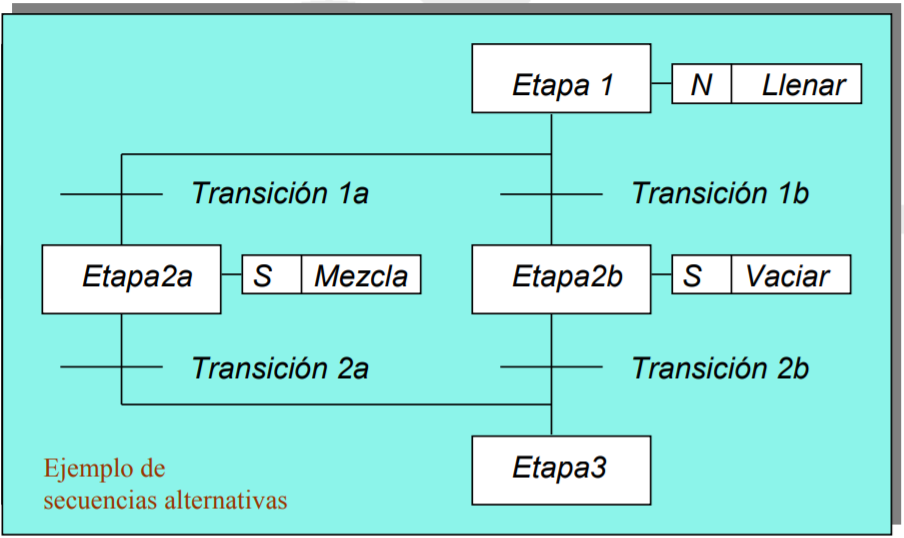 Etapa 1
N Llenar
Transición 1a
Transición 1b
Etapa2a
S Mezcla
Etapa2b
S Vaciar
Transición 2a
Transición 2b
Etapa3
Ejemplo de
secuencias alternativas